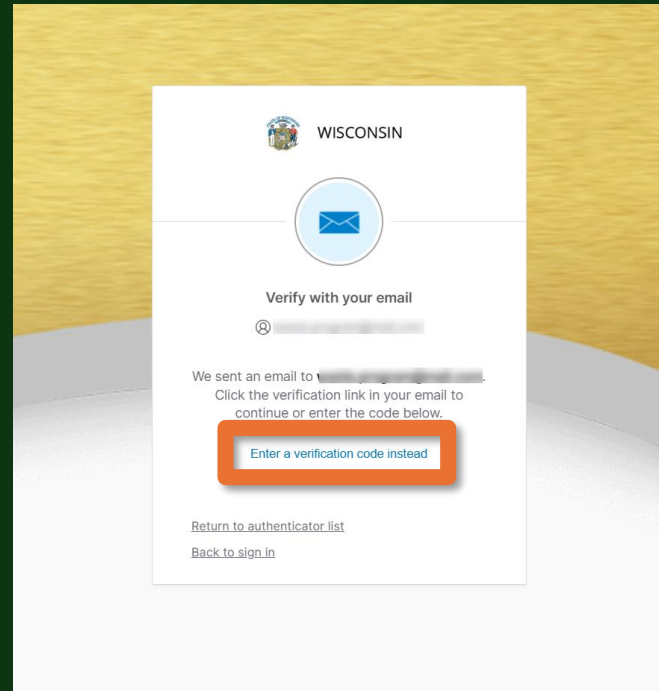 WISCONSIN
Verify with your email
We sent an email to
Click the verification link in your email to
continue or enter the code below.
Enter a verification code instead
Return to authenticator list
Back to sign in